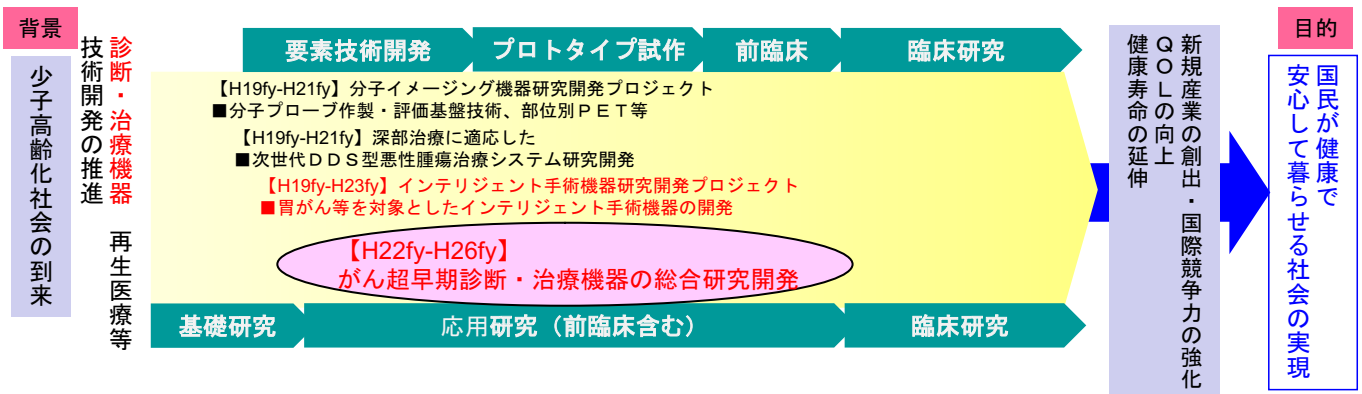 背景
少子高齢化社会の到来
診断・治療機器 再生医療等
技術開発の推進
要素技術開発
プロトタイプ試作
前臨床
臨床研究
【H19fy-H21fy】分子イメージング機器研究開発プロジェクト
■分子プローブ作製・評価基盤技術、部位別ＰＥＴ等
【H19fy-H21fy】深部治療に適応した
■次世代ＤＤＳ型悪性腫瘍治療システム研究開発
【H19fy-H23fy】インテリジェント手術機器研究開発プロジェクト
■胃がん等を対象としたインテリジェント手術機器の開発
【H22fy-H26fy】
がん超早期診断・治療機器の総合研究開発
基礎研究
応用研究（前臨床含む）
臨床研究
新規産業の創出・国際競争力の強化
ＱＯＬの向上
健康寿命の延伸
目的
国民が健康で
安心して暮らせる社会の実現